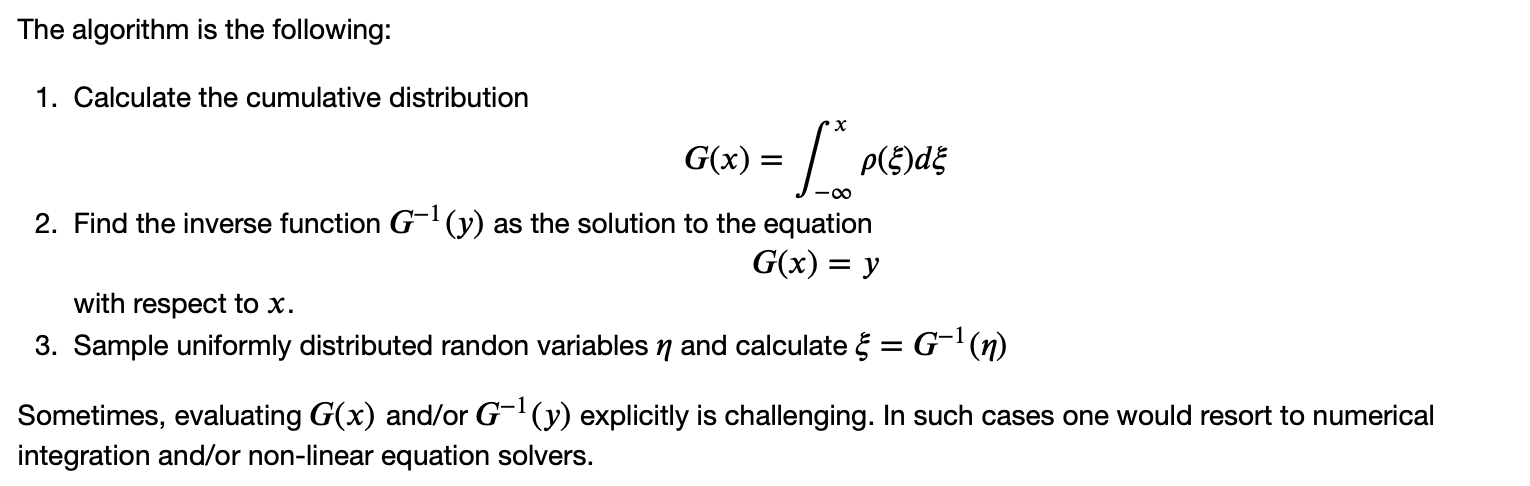 The algorithm is the following:
1. Calculate the cumulative distribution
G(x) = ∫_{−∞}^{x} ρ(ξ)dξ
2. Find the inverse function G⁻¹(y) as the solution to the equation
G(x) = y
with respect to x.
3. Sample uniformly distributed randon variables η and calculate ξ = G⁻¹(η)
Sometimes, evaluating G(x) and/or G⁻¹(y) explicitly is challenging. In such cases one would resort to numerical
integration and/or non-linear equation solvers.